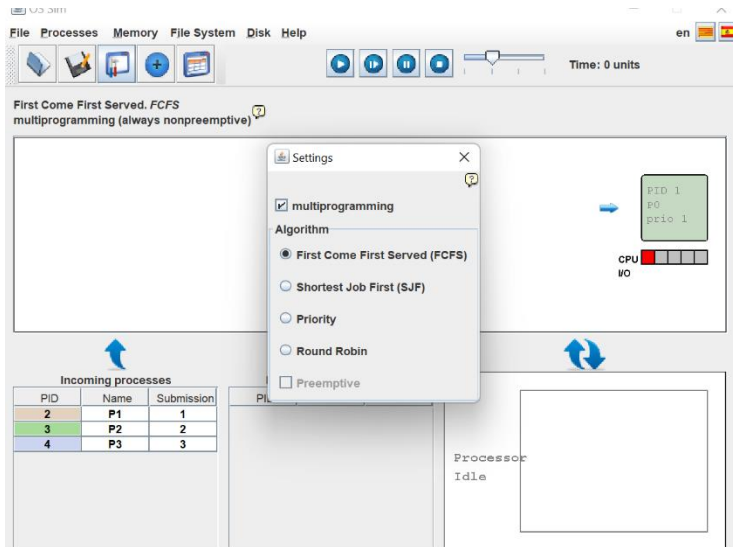 OS Sim
File Processes Memory File System Disk Help
en
Time: 0 units
First Come First Served. FCFS
multiprogramming (always nonpreemptive)
Settings
multiprogramming
Algorithm
First Come First Served (FCFS)
Shortest Job First (SJF)
Priority
Round Robin
Preemptive
PID 1
P0
prio 1
CPU
I/O
Incoming processes
PID Name Submission
2 P1 1
3 P2 2
4 P3 3
Processor
Idle